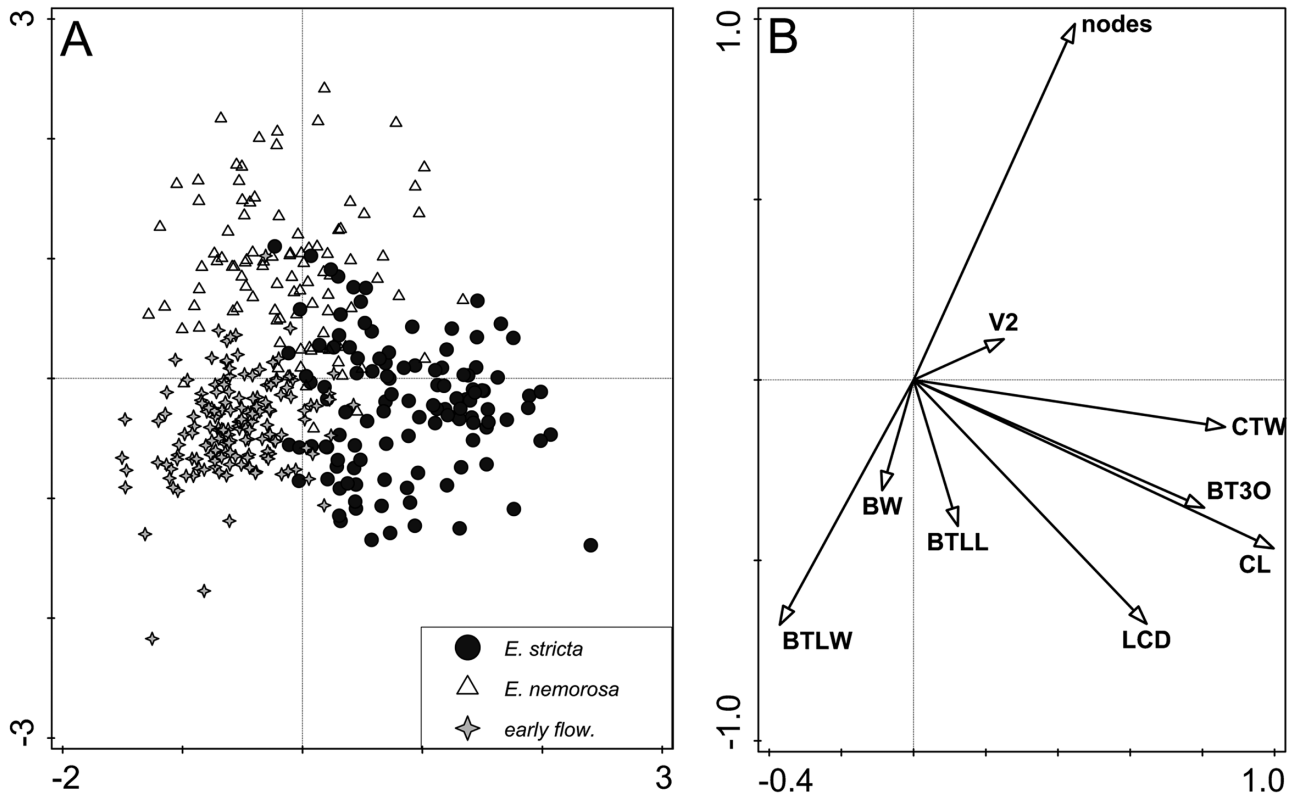 3
A
-3
-2
3
E. stricta
E. nemorosa
early flow.
1.0
B
nodes
V2
CTW
BT3O
CL
BW
BTLL
LCD
BTLW
-1.0
-0.4
1.0